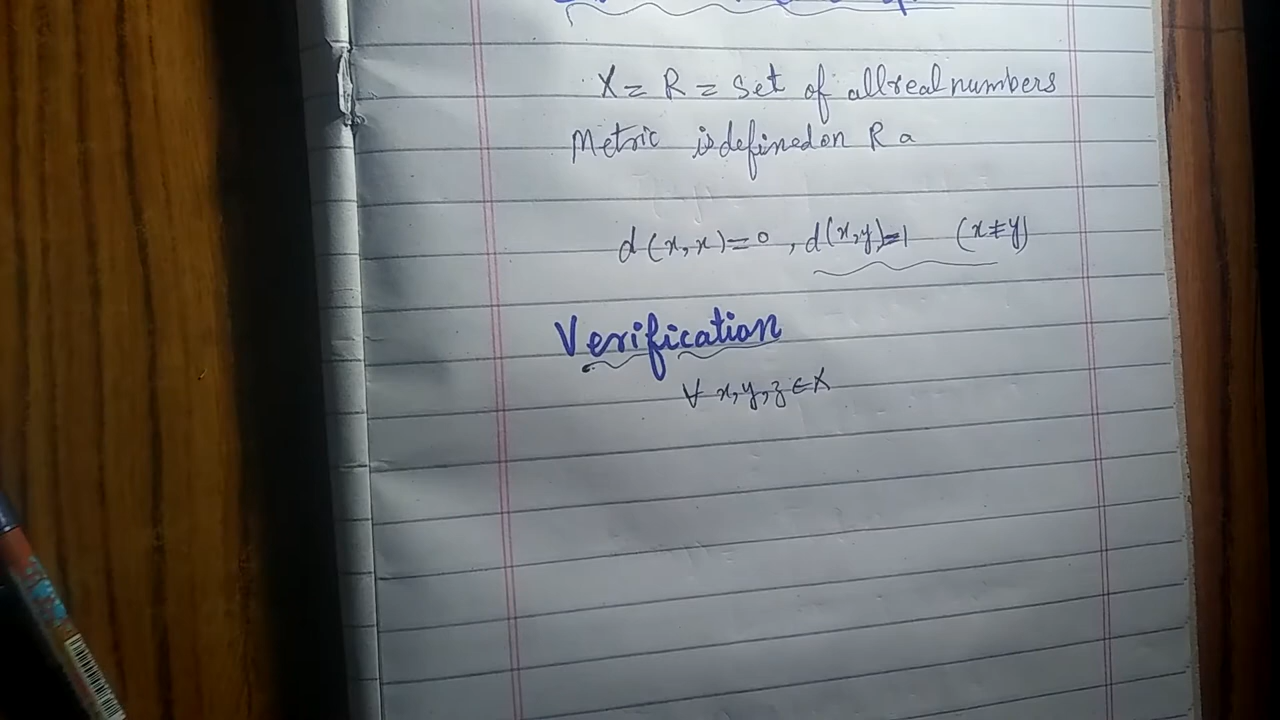 X = R = Set of all real numbers
Metric is defined on R a
d(x,x)=0, d(x,y)=1 (x≠y)
Verification
∀ x,y,z∈X